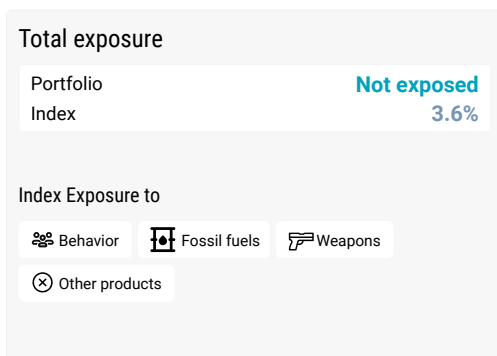 Total exposure
Portfolio Not exposed
Index 3.6%
Index Exposure to
Behavior Fossil fuels Weapons
Other products